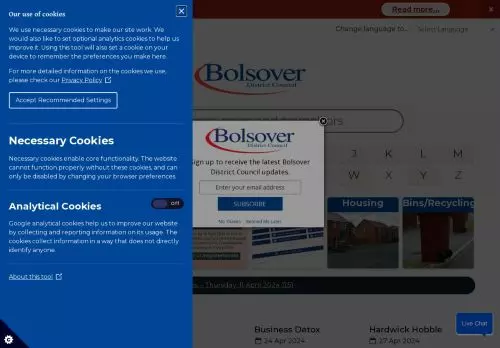 Our use of cookies
We use necessary cookies to make our site work. We
would also like to set optional analytics cookies to help us
improve it. Using this tool will also set a cookie on your
device to remember the preferences you make here.
For more detailed information on the cookies we use,
please check our Privacy Policy
Accept Recommended Settings
Necessary Cookies
Necessary cookies enable core functionality. The website
cannot function properly without these cookies, and can
only be disabled by changing your browser preferences.
Analytical Cookies
Off
Google analytical cookies help us to improve our website
by collecting and reporting information on its usage. The
cookies collect information in a way that does not directly
identify anyone.
About this tool
Read more...
Change language to...
Select Language
Bolsover
District Council
J K L M
W X Y Z
Bolsover
District Council
Sign up to receive the latest Bolsover
District Council updates.
Enter your email address
SUBSCRIBE
No Thanks Remind Me Later
Housing
Bins/Recycling
Thursday 11 April 2024
Business Detox
24 Apr 2024
Hardwick Hobble
27 Apr 2024
Live Chat